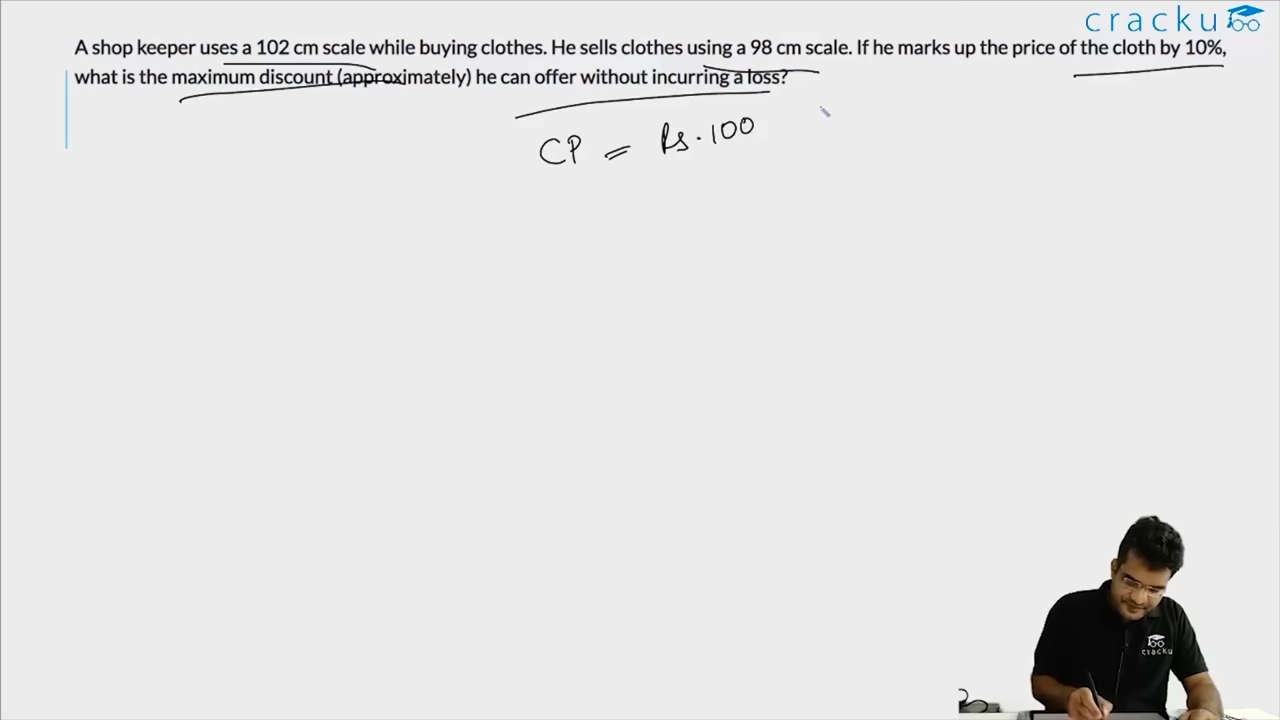 cracku
A shop keeper uses a 102 cm scale while buying clothes. He sells clothes using a 98 cm scale. If he marks up the price of the cloth by 10%,
what is the maximum discount (approximately) he can offer without incurring a loss?
CP = Rs. 100
cracku